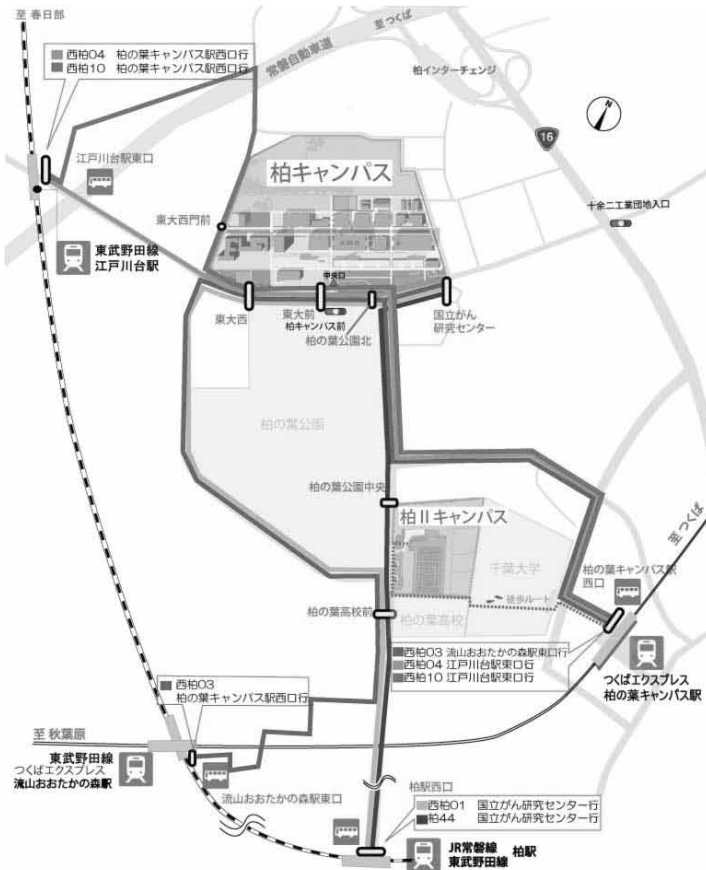 至 春日部
西柏04 柏の葉キャンパス駅西口行
西柏10 柏の葉キャンパス駅西口行
常磐自動車道
至 つくば
柏インターチェンジ
N
16
江戸川台駅東口
柏キャンパス
東大西門前
十余二工業団地入口
東武野田線
江戸川台駅
中央口
東大西
東大前
柏キャンパス前
柏の葉公園北
国立がん
研究センター
柏の葉公園
柏の葉公園中央
柏IIキャンパス
至 つくば
千葉大学
柏の葉キャンパス駅
西口
徒歩ルート
柏の葉高校前
柏の葉高校
西柏03 流山おおたかの森駅東口行
西柏04 江戸川台駅東口行
西柏10 江戸川台駅東口行
つくばエクスプレス
柏の葉キャンパス駅
西柏03
柏の葉キャンパス駅西口行
至 秋葉原
東武野田線
つくばエクスプレス
流山おおたかの森駅
流山おおたかの森駅東口
柏駅西口
西柏01 国立がん研究センター行
柏44 国立がん研究センター行
JR常磐線
東武野田線
柏駅